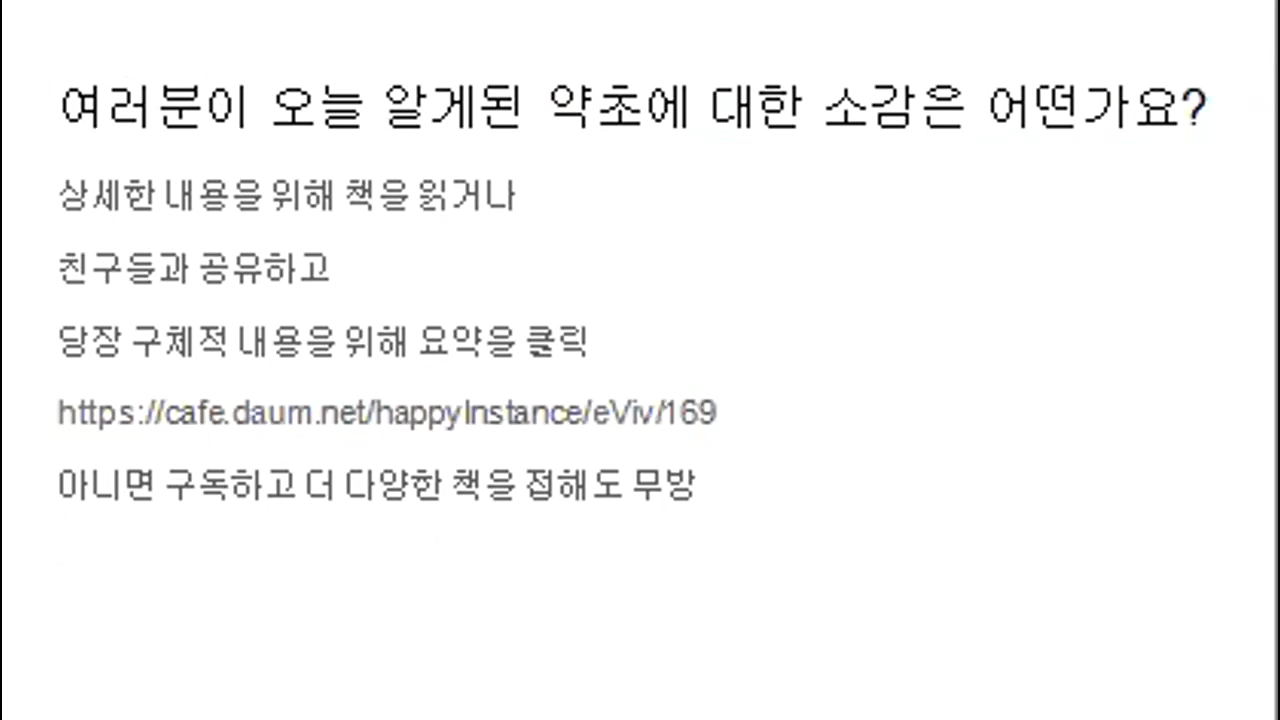 여러분이 오늘 알게된 약초에 대한 소감은 어떤가요?
상세한 내용을 위해 책을 읽거나
친구들과 공유하고
당장 구체적 내용을 위해 요약을 클릭
https://cafe.daum.net/happyInstance/eViv/169
아니면 구독하고 더 다양한 책을 접해도 무방